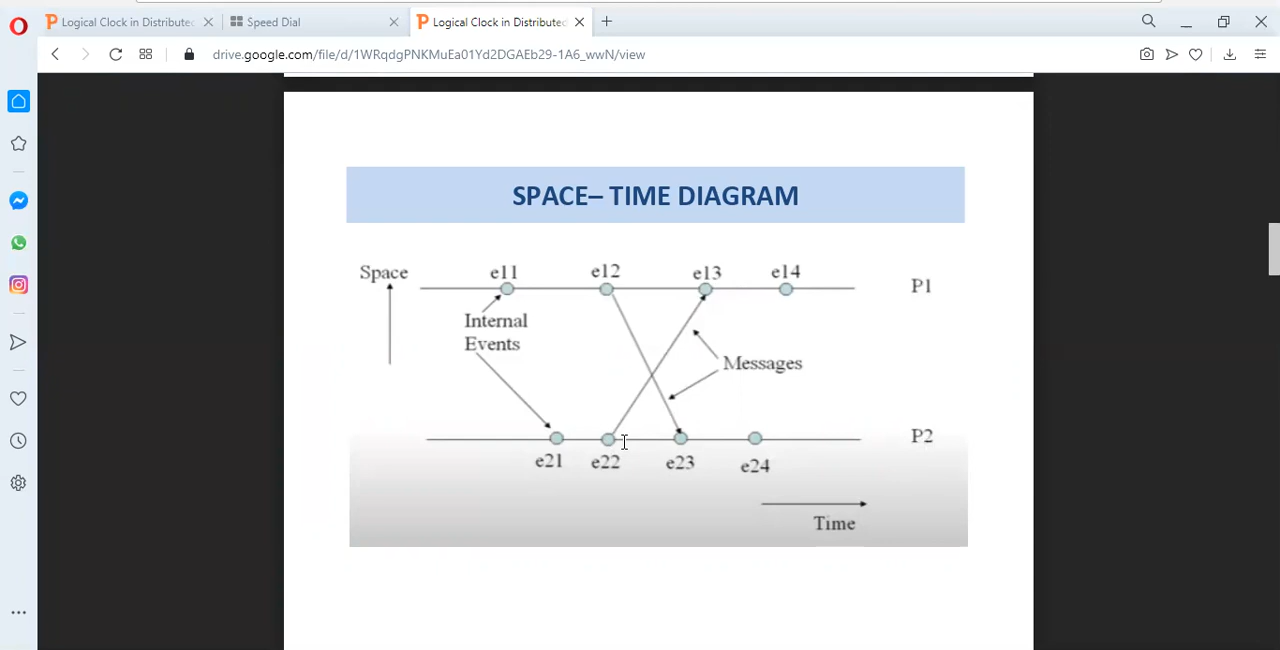 Logical Clock in Distribute
Speed Dial
Logical Clock in Distribute
drive.google.com/file/d/1WRqdgPNKMuEa01Yd2DGAEb29-1A6_wwN/view
SPACE– TIME DIAGRAM
Space
e11
e12
e13
e14
P1
Internal
Events
Messages
P2
e21
e22
e23
e24
Time